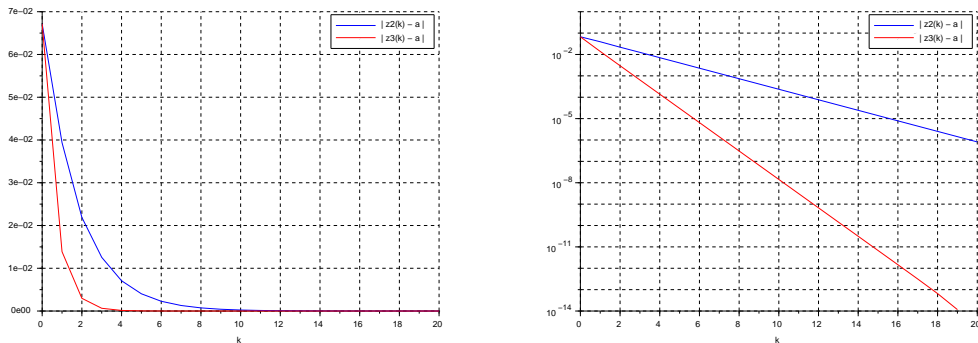 7e−02
6e−02
5e−02
4e−02
3e−02
2e−02
1e−02
0e00
0 2 4 6 8 10 12 14 16 18 20
k
| z2(k) − a |
| z3(k) − a |
10 −2
10 −5
10 −8
10 −11
10 −14
0 2 4 6 8 10 12 14 16 18 20
k
| z2(k) − a |
| z3(k) − a |